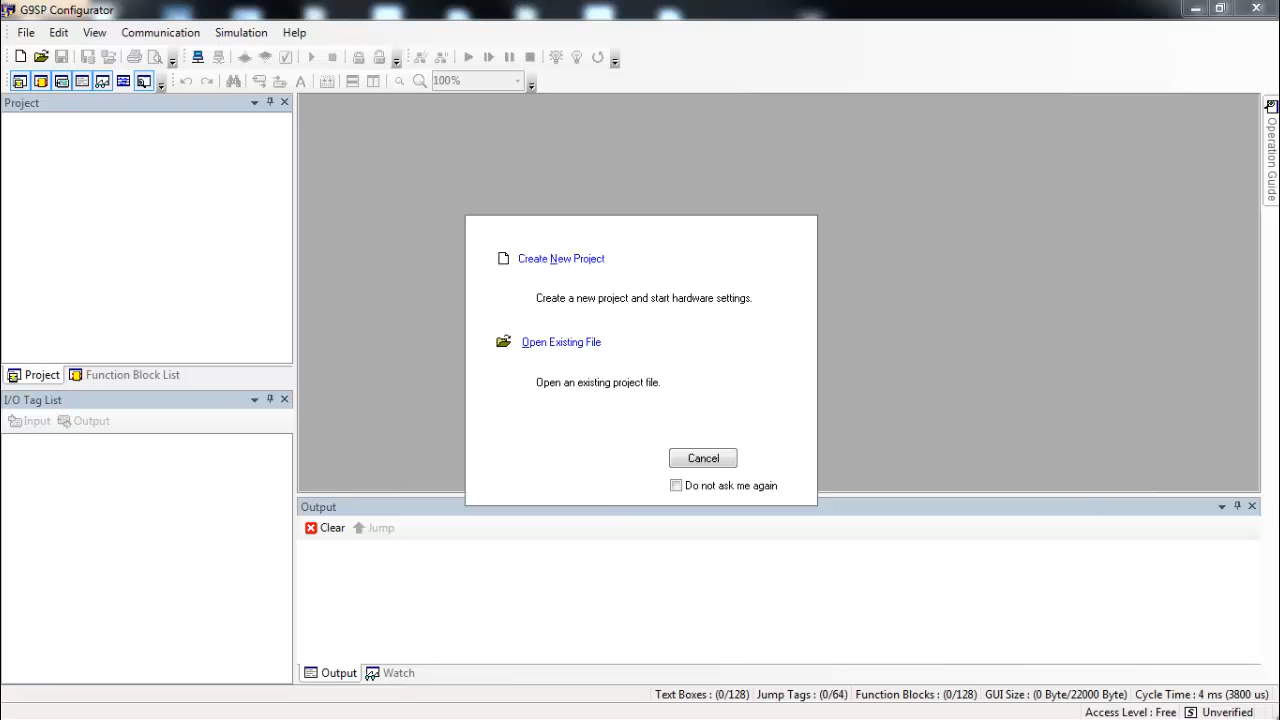 G9SP Configurator
File Edit View Communication Simulation Help
100%
Project
Operation Guide
Create New Project
Create a new project and start hardware settings.
Open Existing File
Open an existing project file.
Cancel
Do not ask me again
Project Function Block List
I/O Tag List
Input Output
Output
Clear Jump
Output Watch
Text Boxes : (0/128) Jump Tags : (0/64) Function Blocks : (0/128) GUI Size : (0 Byte/22000 Byte) Cycle Time : 4 ms (3800 us)
Access Level : Free S Unverified